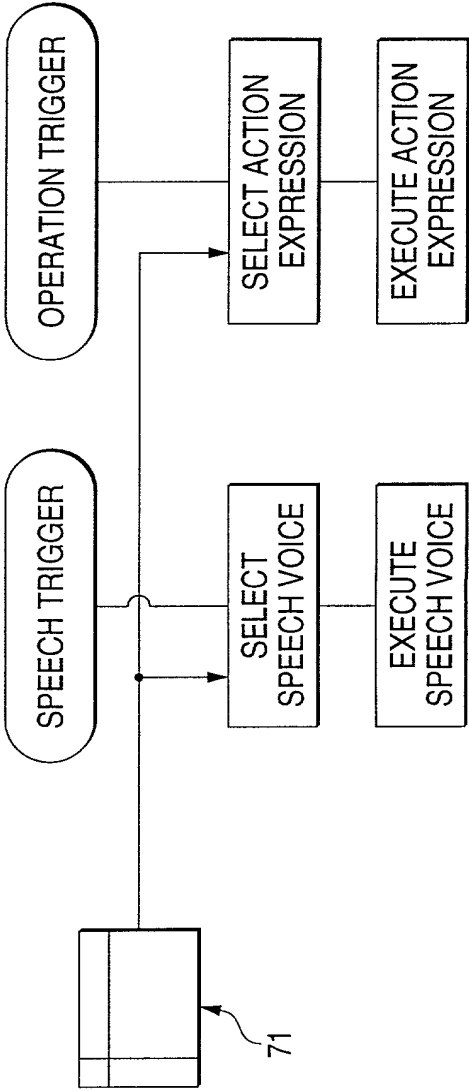 SPEECH TRIGGER
OPERATION TRIGGER
SELECT
SPEECH VOICE
SELECT ACTION
EXPRESSION
EXECUTE
SPEECH VOICE
EXECUTE ACTION
EXPRESSION
71